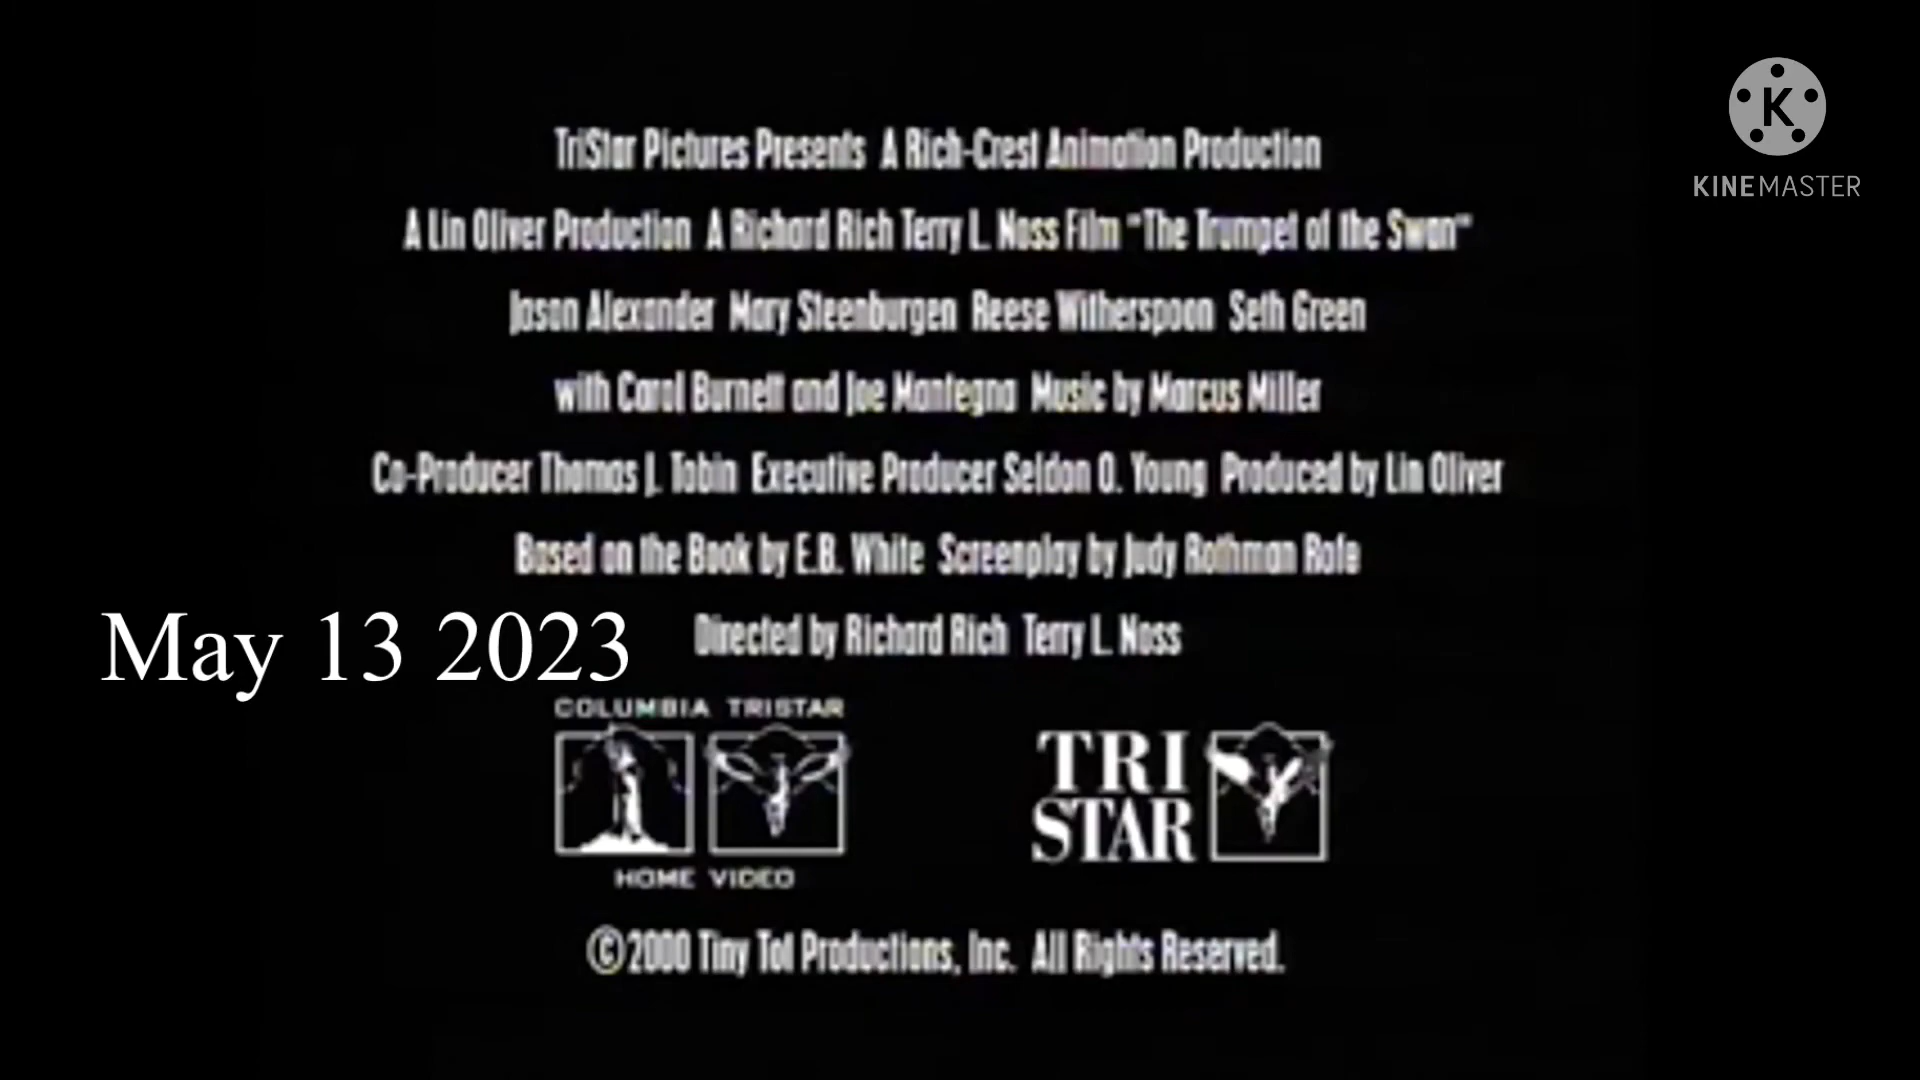 TriStar Pictures Presents A Rich-Crest Animation Production
A Lin Oliver Production A Richard Rich Terry L. Noss Film "The Trumpet of the Swan"
Jason Alexander Mary Steenburgen Reese Witherspoon Seth Green
with Carol Burnett and Joe Mantegna Music by Marcus Miller
Co-Producer Thomas J. Tobin Executive Producer Seldon O. Young Produced by Lin Oliver
Based on the Book by E.B. White Screenplay by Judy Rothman Rofe
Directed by Richard Rich Terry L. Noss
May 13 2023
COLUMBIA TRISTAR
HOME VIDEO
TRI
STAR
©2000 Tiny Tot Productions, Inc. All Rights Reserved.
K
KINEMASTER